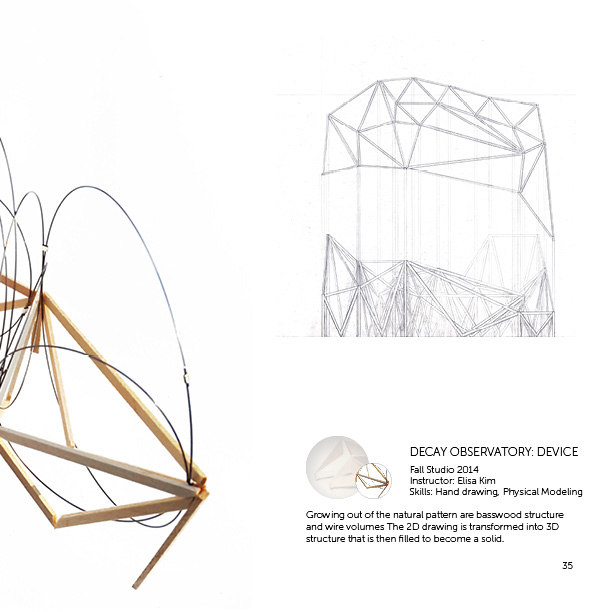 DECAY OBSERVATORY: DEVICE
Fall Studio 2014
Instructor: Elisa Kim
Skills: Hand drawing, Physical Modeling
Growing out of the natural pattern are basswood structure
and wire volumes The 2D drawing is transformed into 3D
structure that is then filled to become a solid.
35